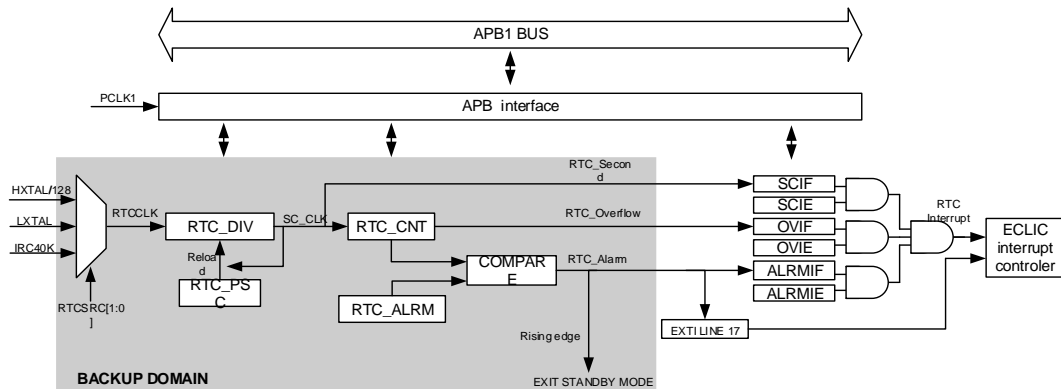 APB1 BUS
PCLK1
APB interface
HXTAL/128
LXTAL
IRC40K
RTCCLK
RTC_DIV
SC_CLK
RTC_CNT
RTC_Secon
d
RTC_Overflow
RTC_Alarm
Reloa
d
RTC_PS
C
COMPAR
E
RTC_ALRM
RTCSRC[1:0
]
Rising edge
EXIT STANDBY MODE
BACKUP DOMAIN
SCIF
SCIE
OVIF
OVIE
ALRMIF
ALRMIE
EXTI LINE 17
RTC
Interrupt
ECLIC
interrupt
controler